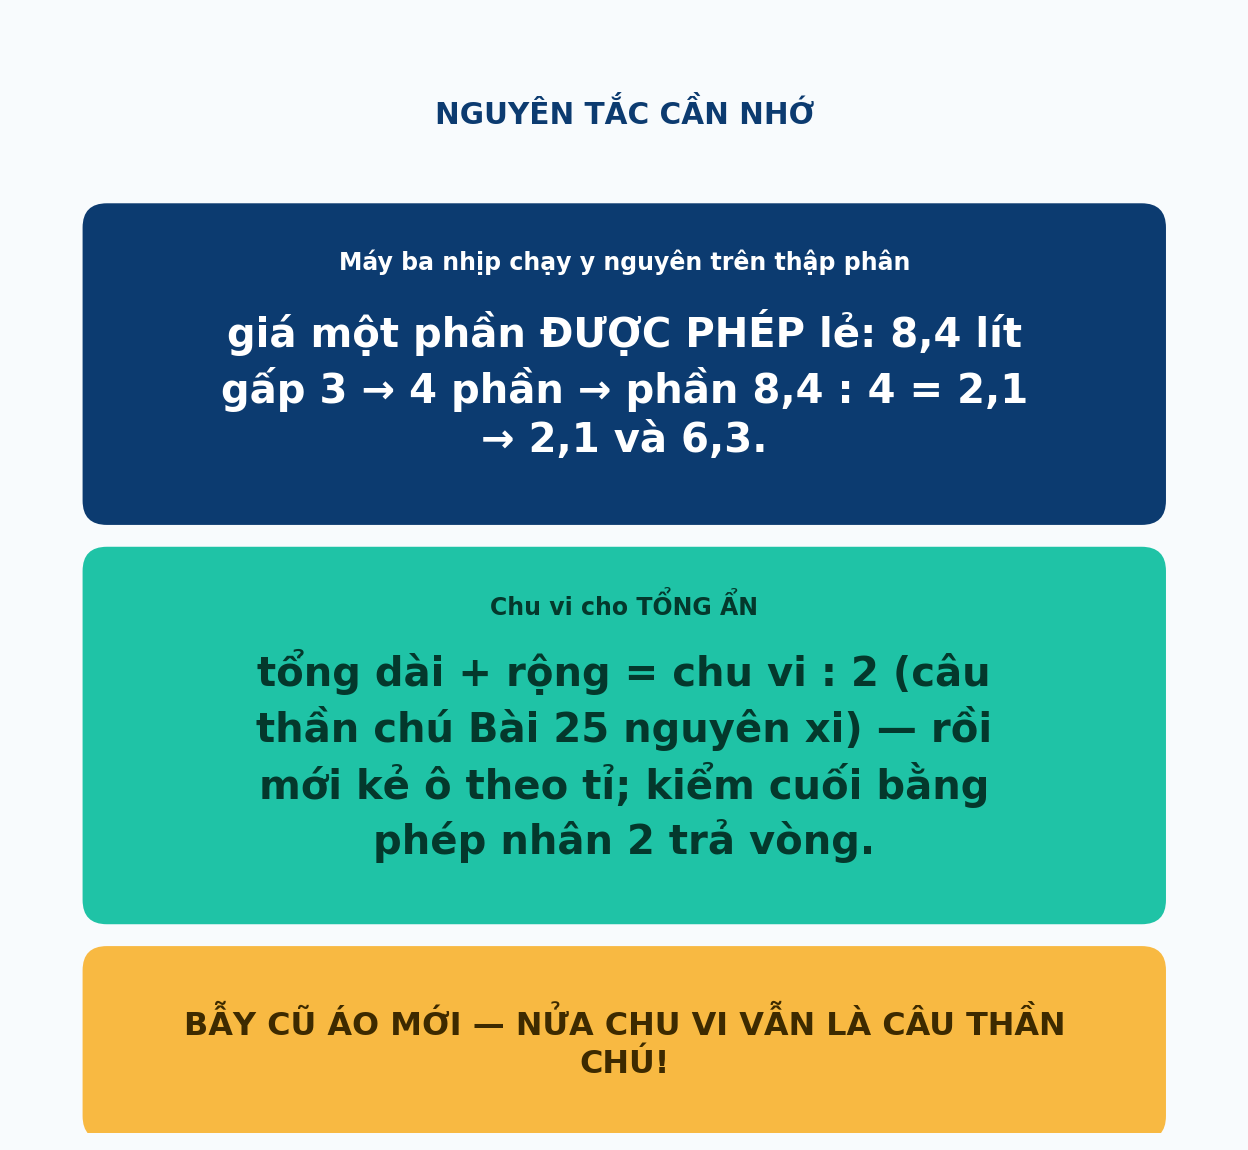 NGUYÊN TẮC CẦN NHỚ
Máy ba nhịp chạy y nguyên trên thập phân
giá một phần ĐƯỢC PHÉP lẻ: 8,4 lít
gấp 3 → 4 phần → phần 8,4 : 4 = 2,1
→ 2,1 và 6,3.
Chu vi cho TỔNG ẨN
tổng dài + rộng = chu vi : 2 (câu
thần chú Bài 25 nguyên xi) — rồi
mới kẻ ô theo tỉ; kiểm cuối bằng
phép nhân 2 trả vòng.
BẪY CŨ ÁO MỚI — NỬA CHU VI VẪN LÀ CÂU THẦN
CHÚ!